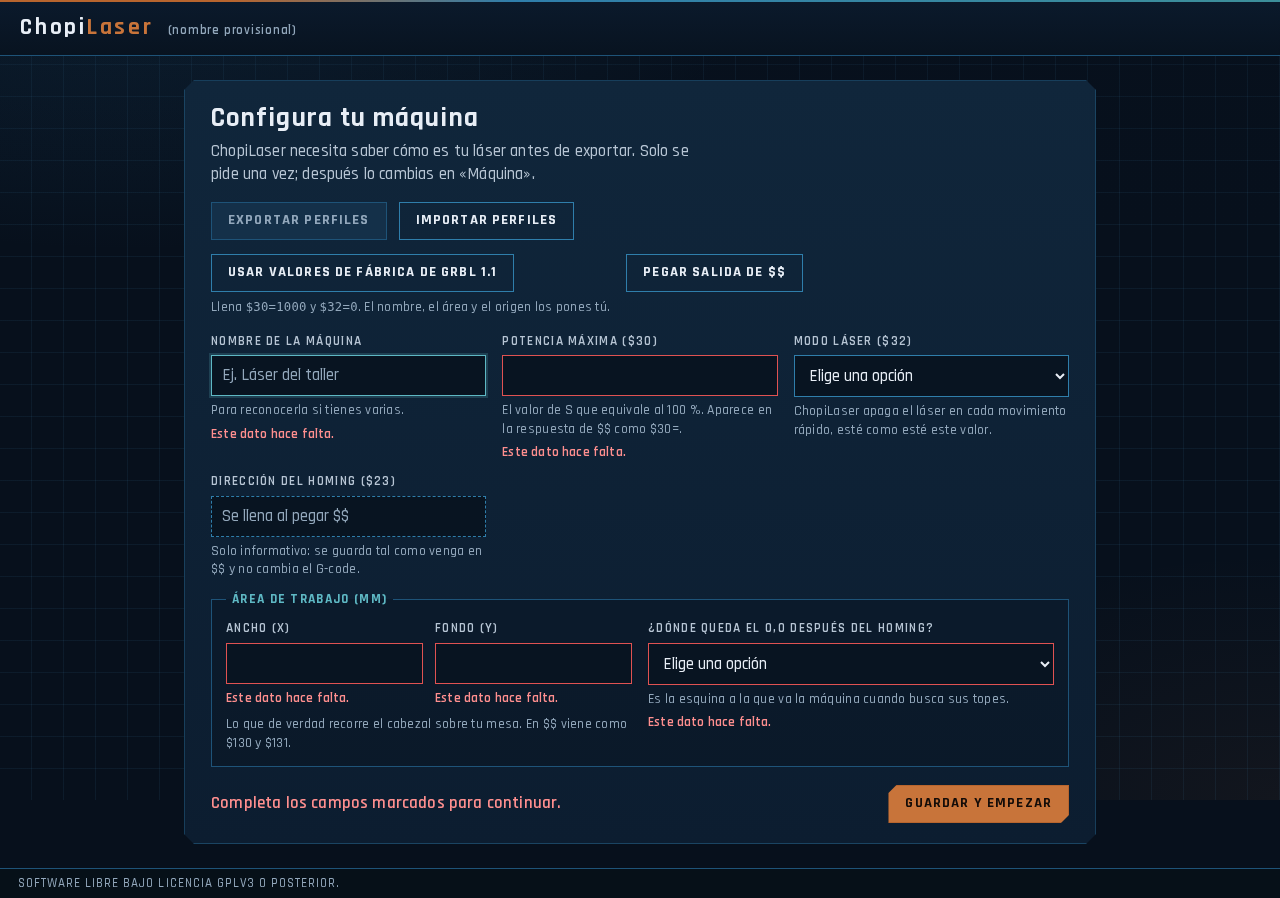 ChopiLaser (nombre provisional)
Configura tu máquina
ChopiLaser necesita saber cómo es tu láser antes de exportar. Solo se
pide una vez; después lo cambias en «Máquina».
EXPORTAR PERFILES IMPORTAR PERFILES
USAR VALORES DE FÁBRICA DE GRBL 1.1 PEGAR SALIDA DE $$
Llena $30=1000 y $32=0. El nombre, el área y el origen los pones tú.
NOMBRE DE LA MÁQUINA
Ej. Láser del taller
Para reconocerla si tienes varias.
Este dato hace falta.
POTENCIA MÁXIMA ($30)
El valor de S que equivale al 100 %. Aparece en
la respuesta de $$ como $30=.
Este dato hace falta.
MODO LÁSER ($32)
Elige una opción
ChopiLaser apaga el láser en cada movimiento
rápido, esté como esté este valor.
DIRECCIÓN DEL HOMING ($23)
Se llena al pegar $$
Solo informativo: se guarda tal como venga en
$$ y no cambia el G-code.
ÁREA DE TRABAJO (MM)
ANCHO (X)
Este dato hace falta.
FONDO (Y)
Este dato hace falta.
Lo que de verdad recorre el cabezal sobre tu mesa. En $$ viene como
$130 y $131.
¿DÓNDE QUEDA EL 0,0 DESPUÉS DEL HOMING?
Elige una opción
Es la esquina a la que va la máquina cuando busca sus topes.
Este dato hace falta.
Completa los campos marcados para continuar.
GUARDAR Y EMPEZAR
SOFTWARE LIBRE BAJO LICENCIA GPLV3 O POSTERIOR.